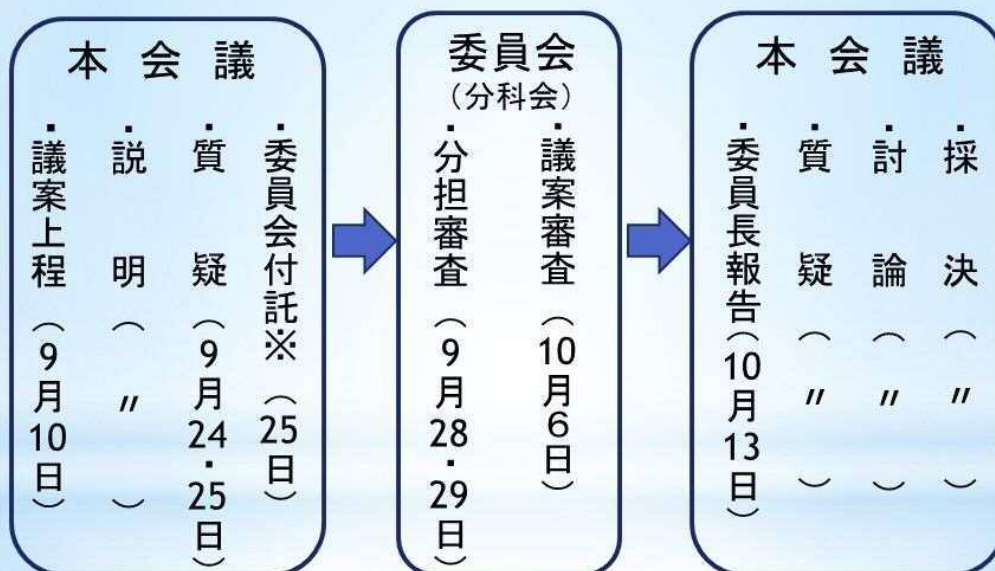 本会議
・議案上程（9月10日）
・説明（〃）
・質疑（9月24・25日）
・委員会付託※（25日）
委員会
（分科会）
・分担審査（9月28・29日）
・議案審査（10月6日）
本会議
・委員長報告（10月13日）
・質疑（〃）
・討論（〃）
・採決（〃）